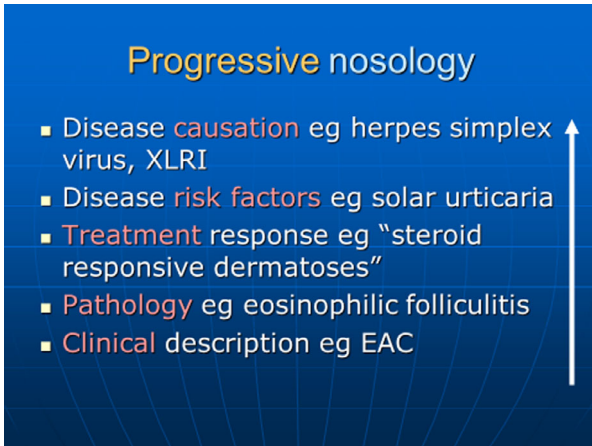 Progressive nosology
Disease causation eg herpes simplex
virus, XLRI
Disease risk factors eg solar urticaria
Treatment response eg “steroid
responsive dermatoses”
Pathology eg eosinophilic folliculitis
Clinical description eg EAC